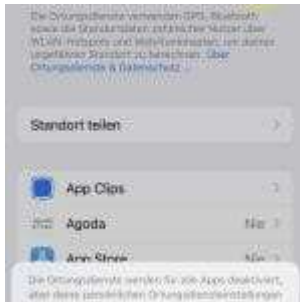 Die Ortungsdienste verwenden GPS, Bluetooth
sowie die Standortdaten zahlreicher Nutzer über
WLAN-Hotspots und Mobilfunkmasten, um deinen
ungefähren Standort zu berechnen. Über
Ortungsdienste & Datenschutz ...
Standort teilen
App Clips
Agoda Nie
App Store Nie
Die Ortungsdienste werden für alle Apps deaktiviert,
aber deine persönlichen Ortungsdiensteinstellungen